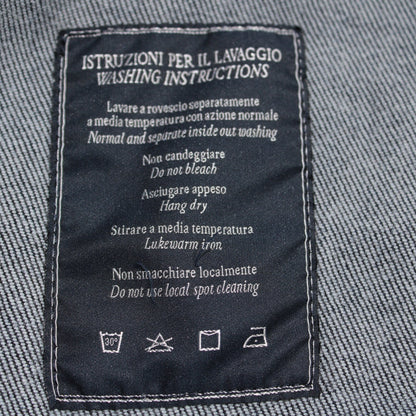 ISTRUZIONI PER IL LAVAGGIO
WASHING INSTRUCTIONS
Lavare a rovescio separatamente
a media temperatura con azione normale
Normal and separate inside out washing
Non candeggiare
Do not bleach
Asciugare appeso
Hang dry
Stirare a media temperatura
Lukewarm iron
Non smacchiare localmente
Do not use local spot cleaning
30°